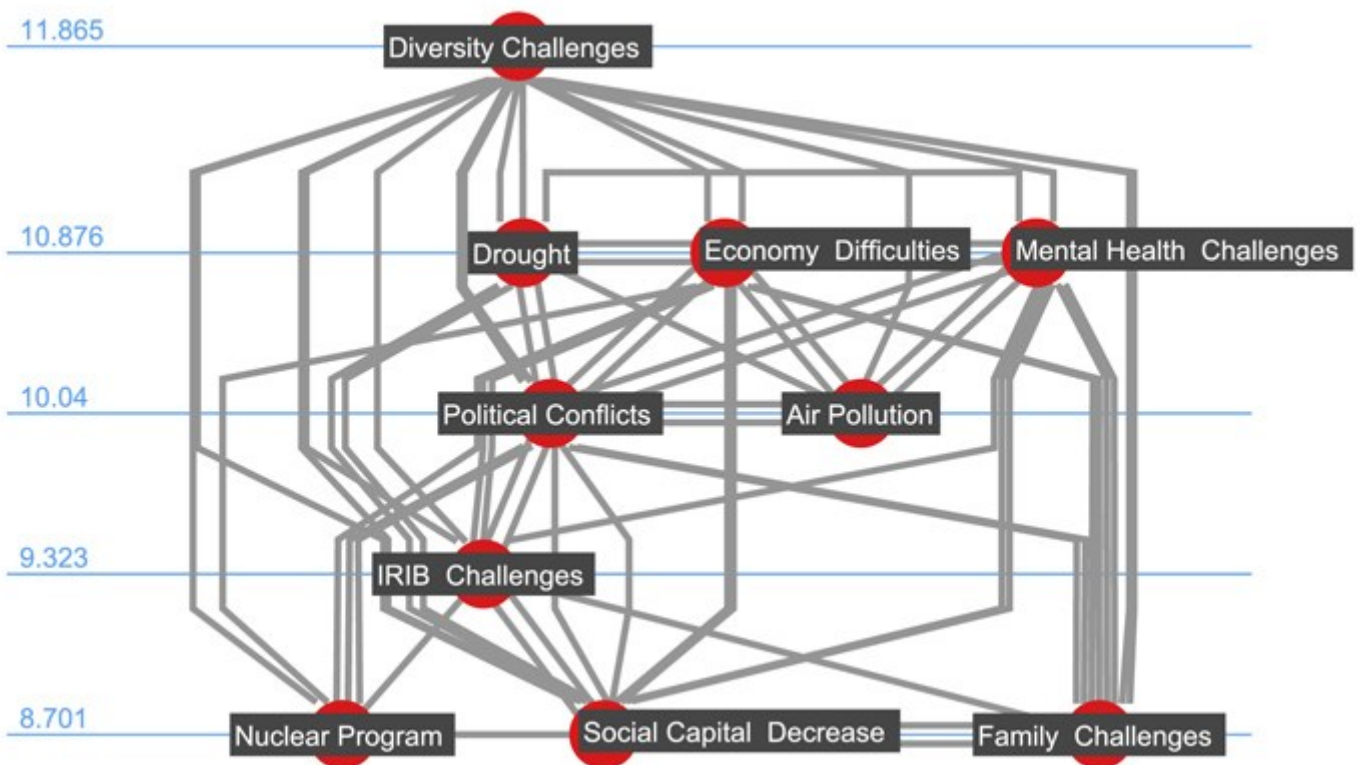 11.865
Diversity Challenges
10.876
Drought
Economy Difficulties
Mental Health Challenges
10.04
Political Conflicts
Air Pollution
9.323
IRIB Challenges
8.701
Nuclear Program
Social Capital Decrease
Family Challenges